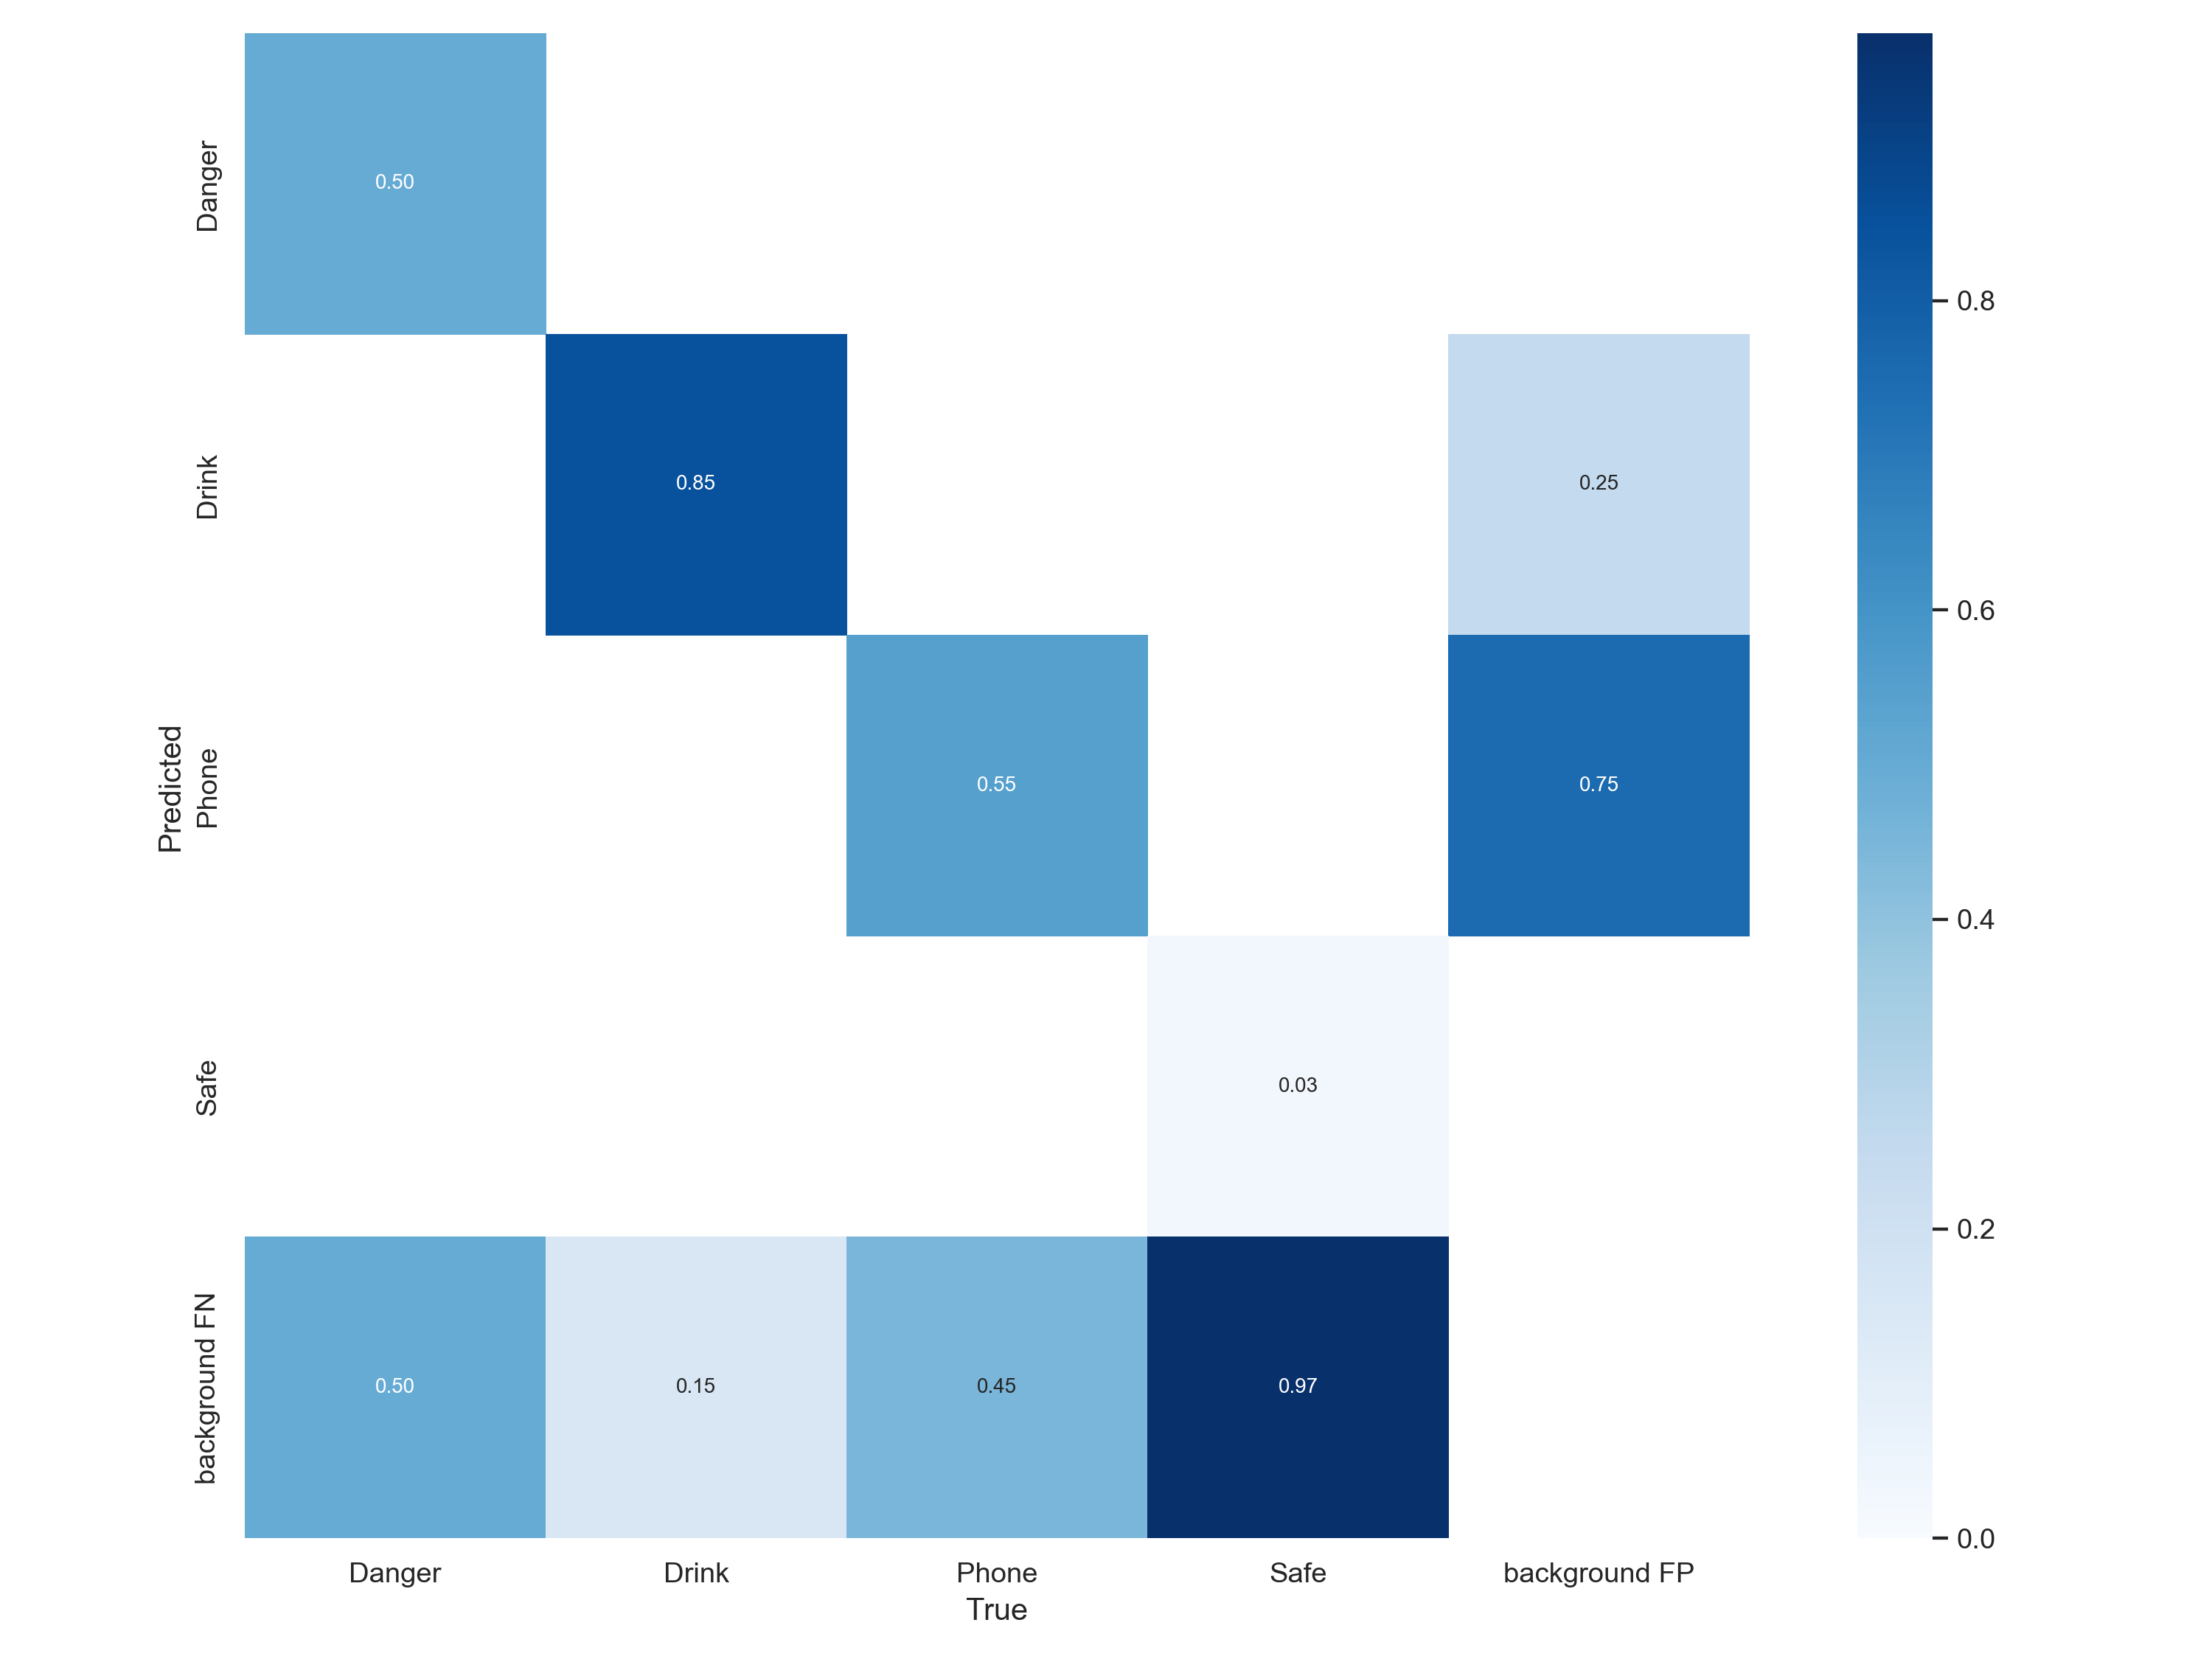 Danger
Drink
Phone
Safe
background FN
Predicted
0.50
0.85
0.25
0.55
0.75
0.03
0.50
0.15
0.45
0.97
Danger
Drink
Phone
Safe
background FP
True
0.8
0.6
0.4
0.2
0.0